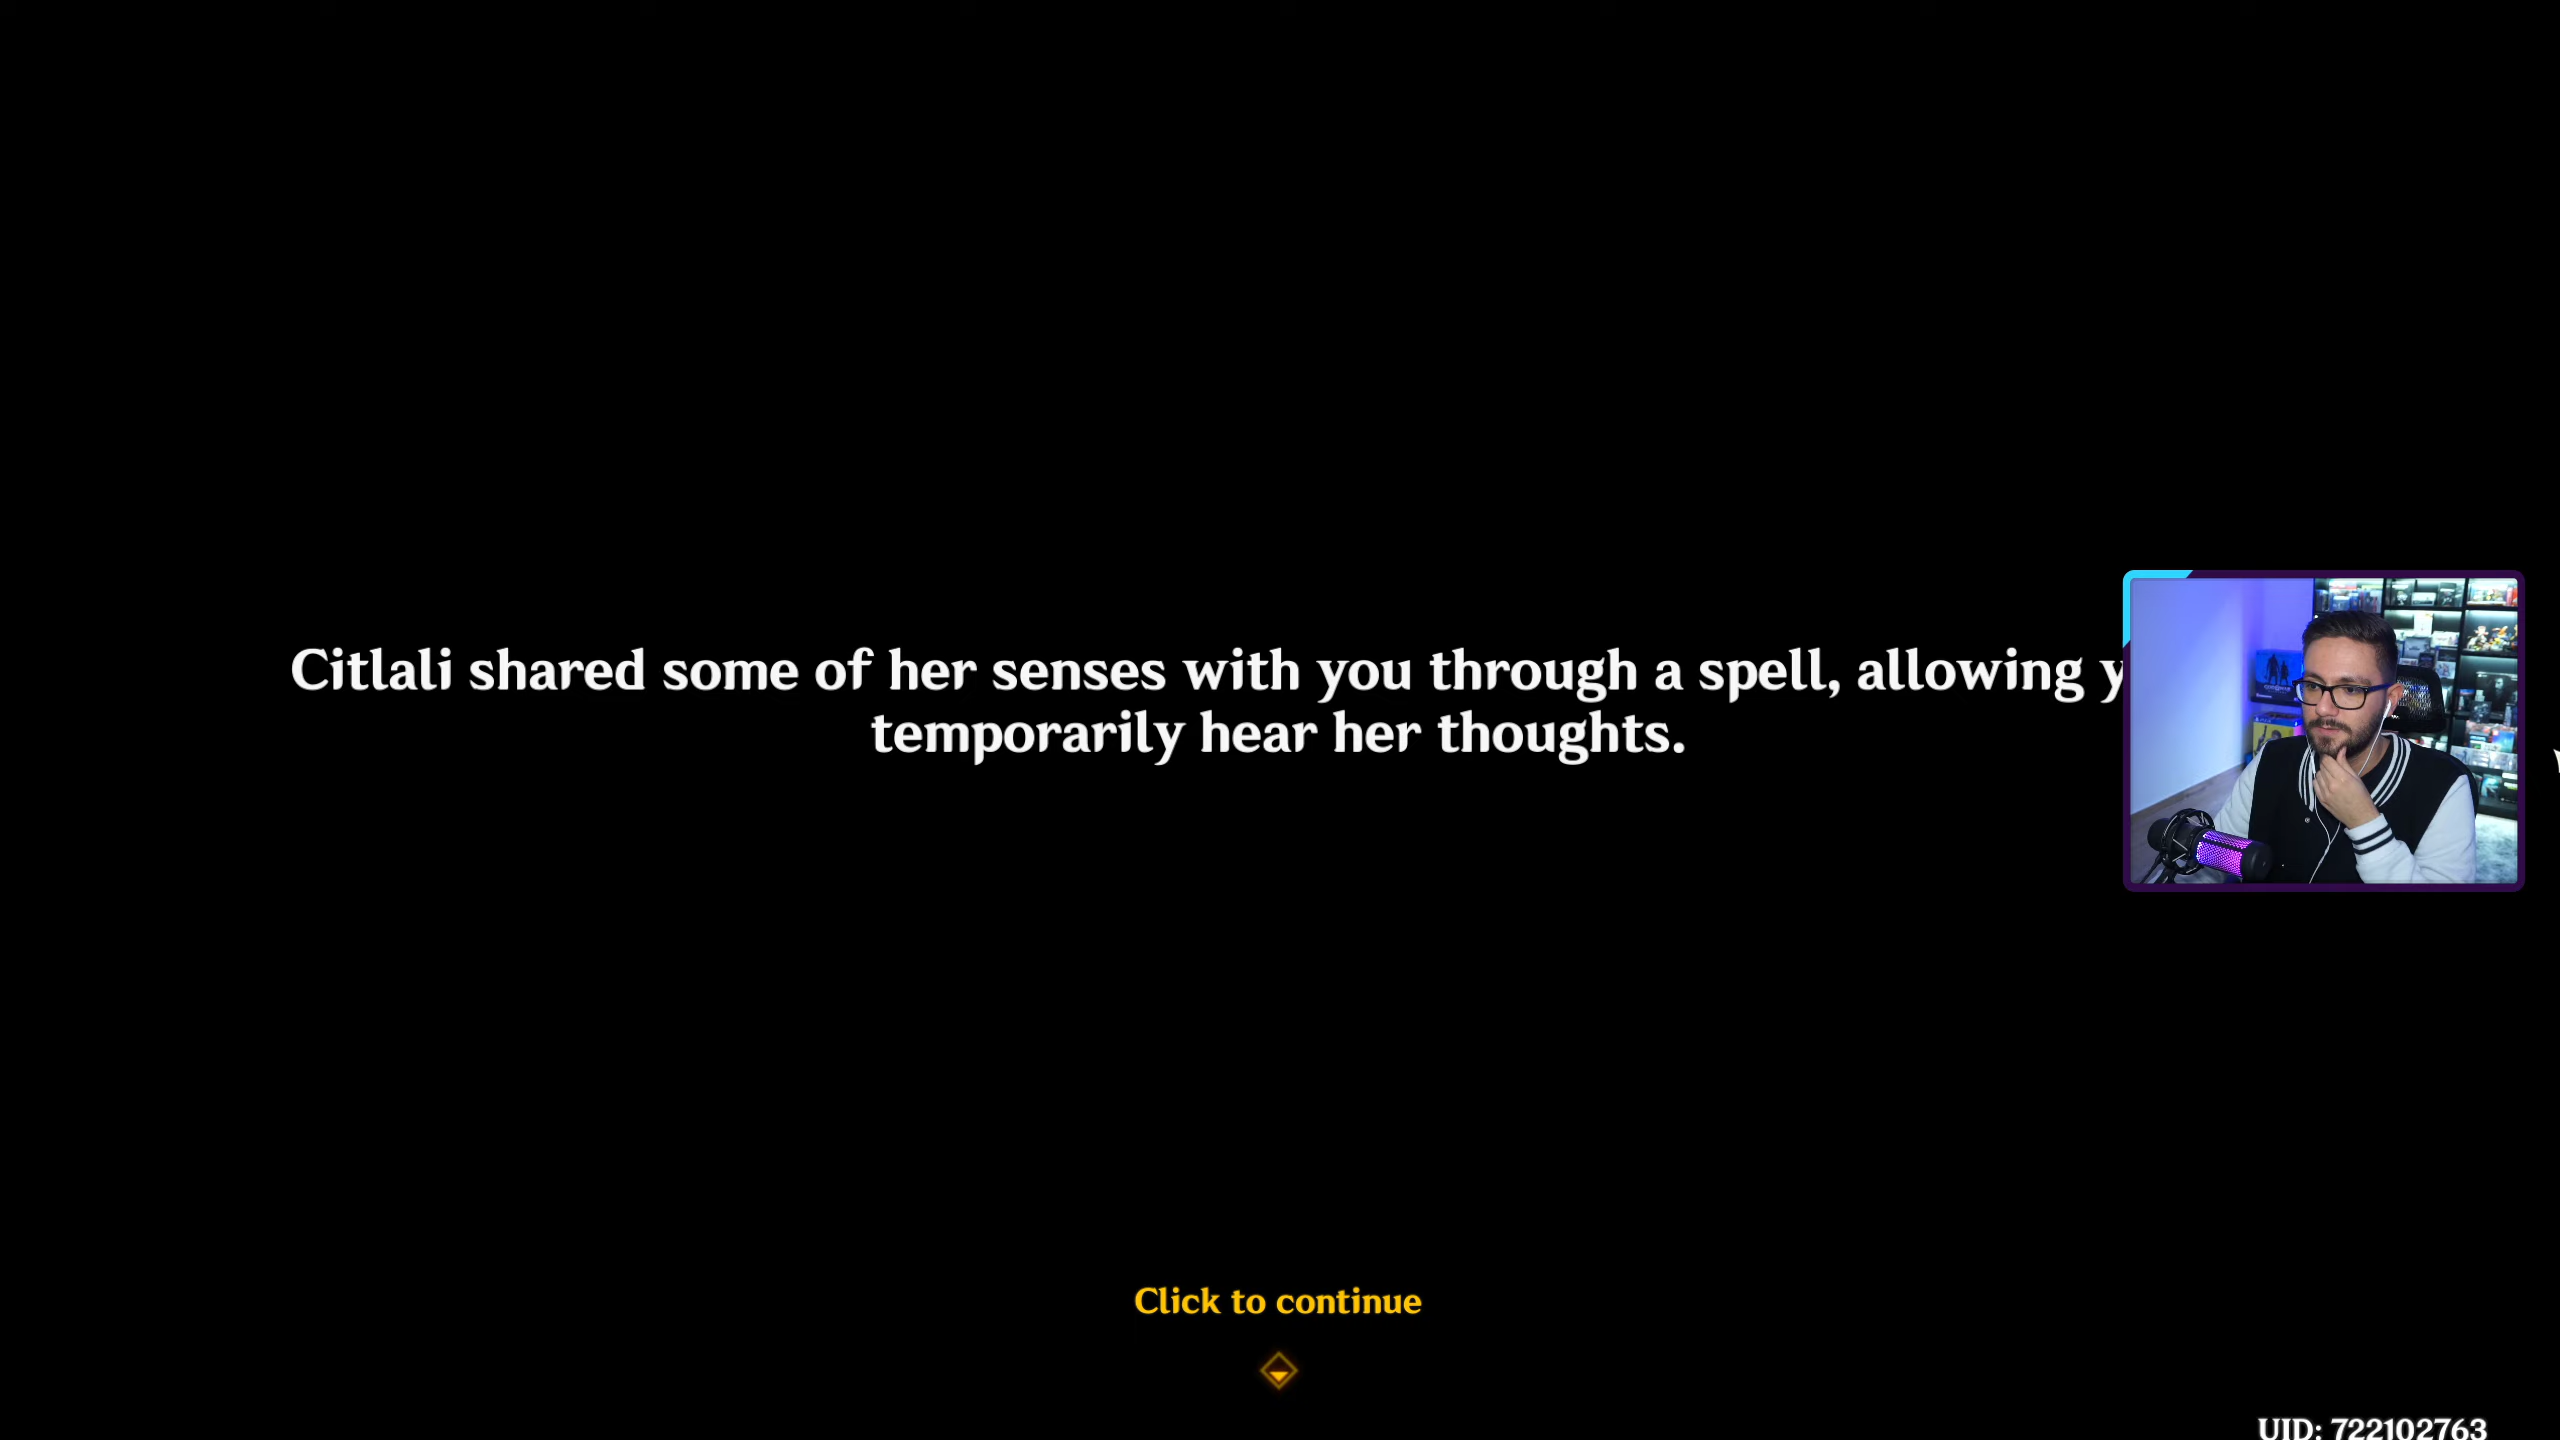 Citlali shared some of her senses with you through a spell, allowing
temporarily hear her thoughts.
Click to continue
UID: 722102763